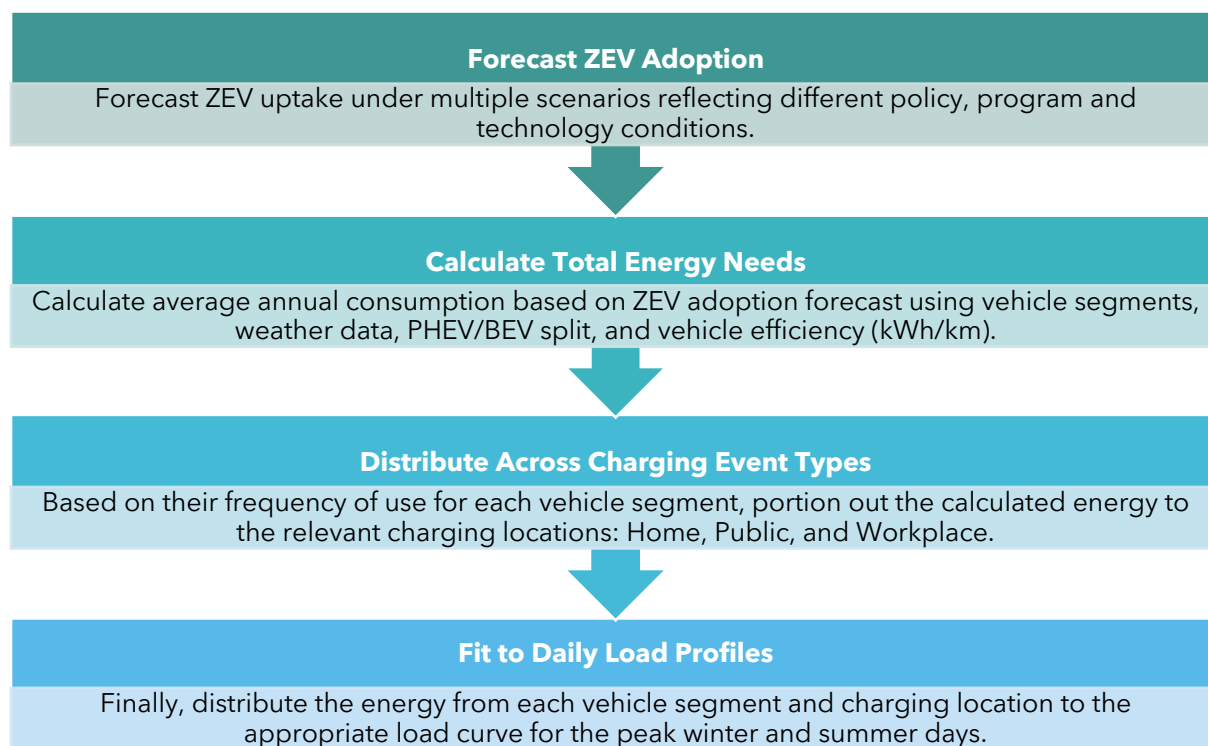 Forecast ZEV Adoption
Forecast ZEV uptake under multiple scenarios reflecting different policy, program and
technology conditions.
Calculate Total Energy Needs
Calculate average annual consumption based on ZEV adoption forecast using vehicle segments,
weather data, PHEV/BEV split, and vehicle efficiency (kWh/km).
Distribute Across Charging Event Types
Based on their frequency of use for each vehicle segment, portion out the calculated energy to
the relevant charging locations: Home, Public, and Workplace.
Fit to Daily Load Profiles
Finally, distribute the energy from each vehicle segment and charging location to the
appropriate load curve for the peak winter and summer days.